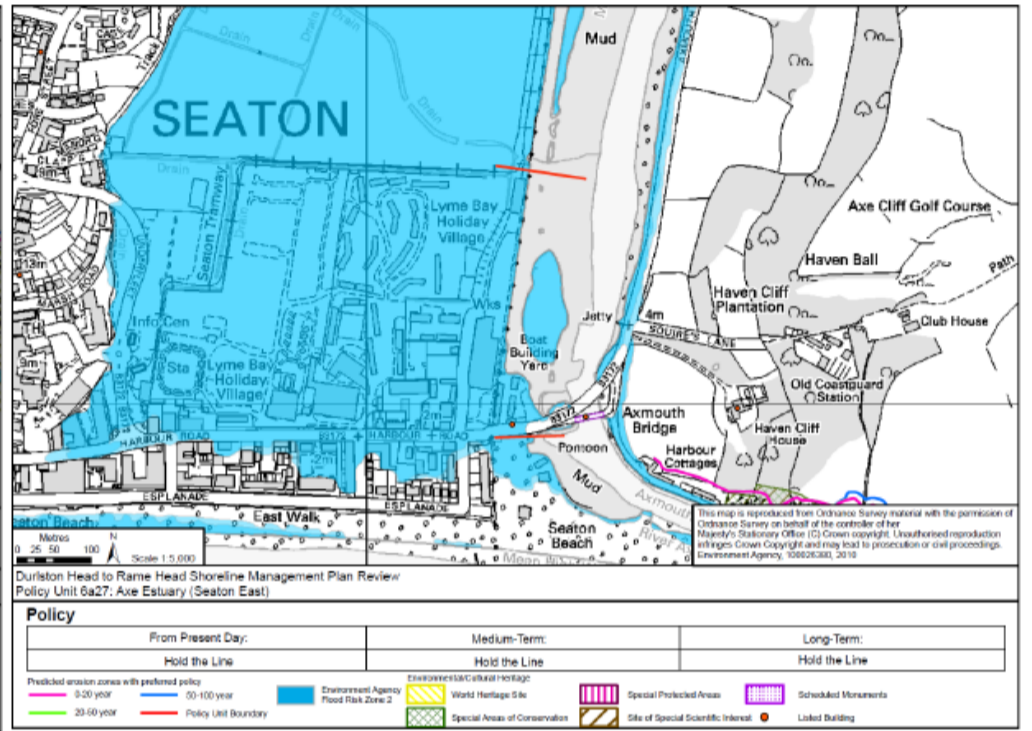 Mud
SEATON
Drain
Drain
Drain
Drain
Seaton Tramway
Lyme Bay
Holiday
Village
Wks
Info Cen
Sta
Lyme Bay
Holiday
Village
2m
9m
13m
9m
HARBOUR ROAD
HARBOUR ROAD
ESPLANADE
ESPLANADE
East Walk
Seaton
Beach
Mud
Pontoon
Boat
Building
Yard
Jetty
4m
SQUIRE'S LANE
B3172
B3172
Axmouth
Bridge
Harbour
Cottages
Haven Cliff
House
Old Coastguard
Station
Club House
Haven Cliff
Plantation
Haven Ball
Axe Cliff Golf Course
Path
Track
AXMOUTH
Metres
0 25 50 100
N
Scale 1:5,000
This map is reproduced from Ordnance Survey material with the permission of
Ordnance Survey on behalf of the controller of her
Majesty's Stationary Office (C) Crown copyright. Unauthorised reproduction
infringes Crown Copyright and may lead to prosecution or civil proceedings.
Environment Agency, 100026380, 2010
Durlston Head to Rame Head Shoreline Management Plan Review
Policy Unit 6a27: Axe Estuary (Seaton East)
Policy
From Present Day: Medium-Term: Long-Term:
Hold the Line Hold the Line Hold the Line
Predicted erosion zones with preferred policy
0-20 year
50-100 year
20-50 year
Policy Unit Boundary
Environment Agency
Flood Risk Zone 2
Environmental/Cultural Heritage
World Heritage Site
Special Protected Areas
Scheduled Monuments
Special Areas of Conservation
Site of Special Scientific Interest
Listed Building